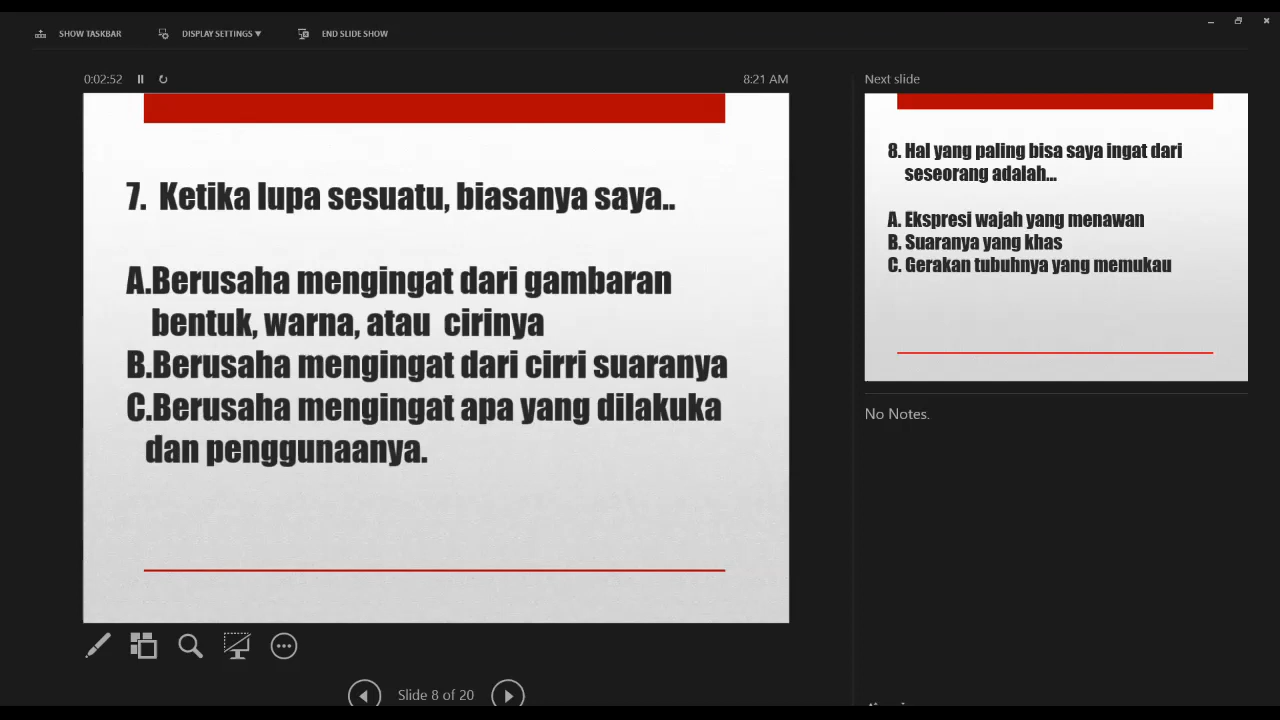 SHOW TASKBAR DISPLAY SETTINGS END SLIDE SHOW
0:02:52 8:21 AM
7. Ketika lupa sesuatu, biasanya saya..
A.Berusaha mengingat dari gambaran
bentuk, warna, atau cirinya
B.Berusaha mengingat dari cirri suaranya
C.Berusaha mengingat apa yang dilakuka
dan penggunaanya.
Slide 8 of 20
Next slide
8. Hal yang paling bisa saya ingat dari
seseorang adalah...
A. Ekspresi wajah yang menawan
B. Suaranya yang khas
C. Gerakan tubuhnya yang memukau
No Notes.